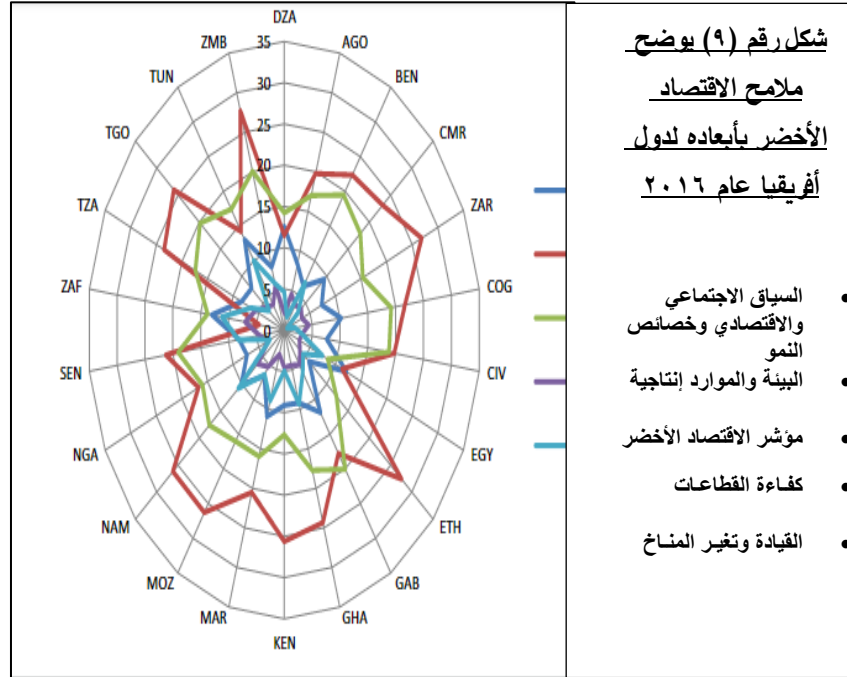 شكل رقم (٩) يوضح
ملامح الاقتصاد
الأخضر بأبعاده لدول
أفريقيا عام ٢٠١٦
• السياق الاجتماعي
والاقتصادي وخصائص
النمو
• البيئة والموارد إنتاجية
• مؤشر الاقتصاد الأخضر
• كفاءة القطاعات
• القيادة وتغير المناخ
DZA
AGO
BEN
CMR
ZAR
COG
CIV
EGY
ETH
GAB
GHA
KEN
MAR
MOZ
NAM
NGA
SEN
ZAF
TZA
TGO
TUN
ZMB
35
30
25
20
15
10
5
0